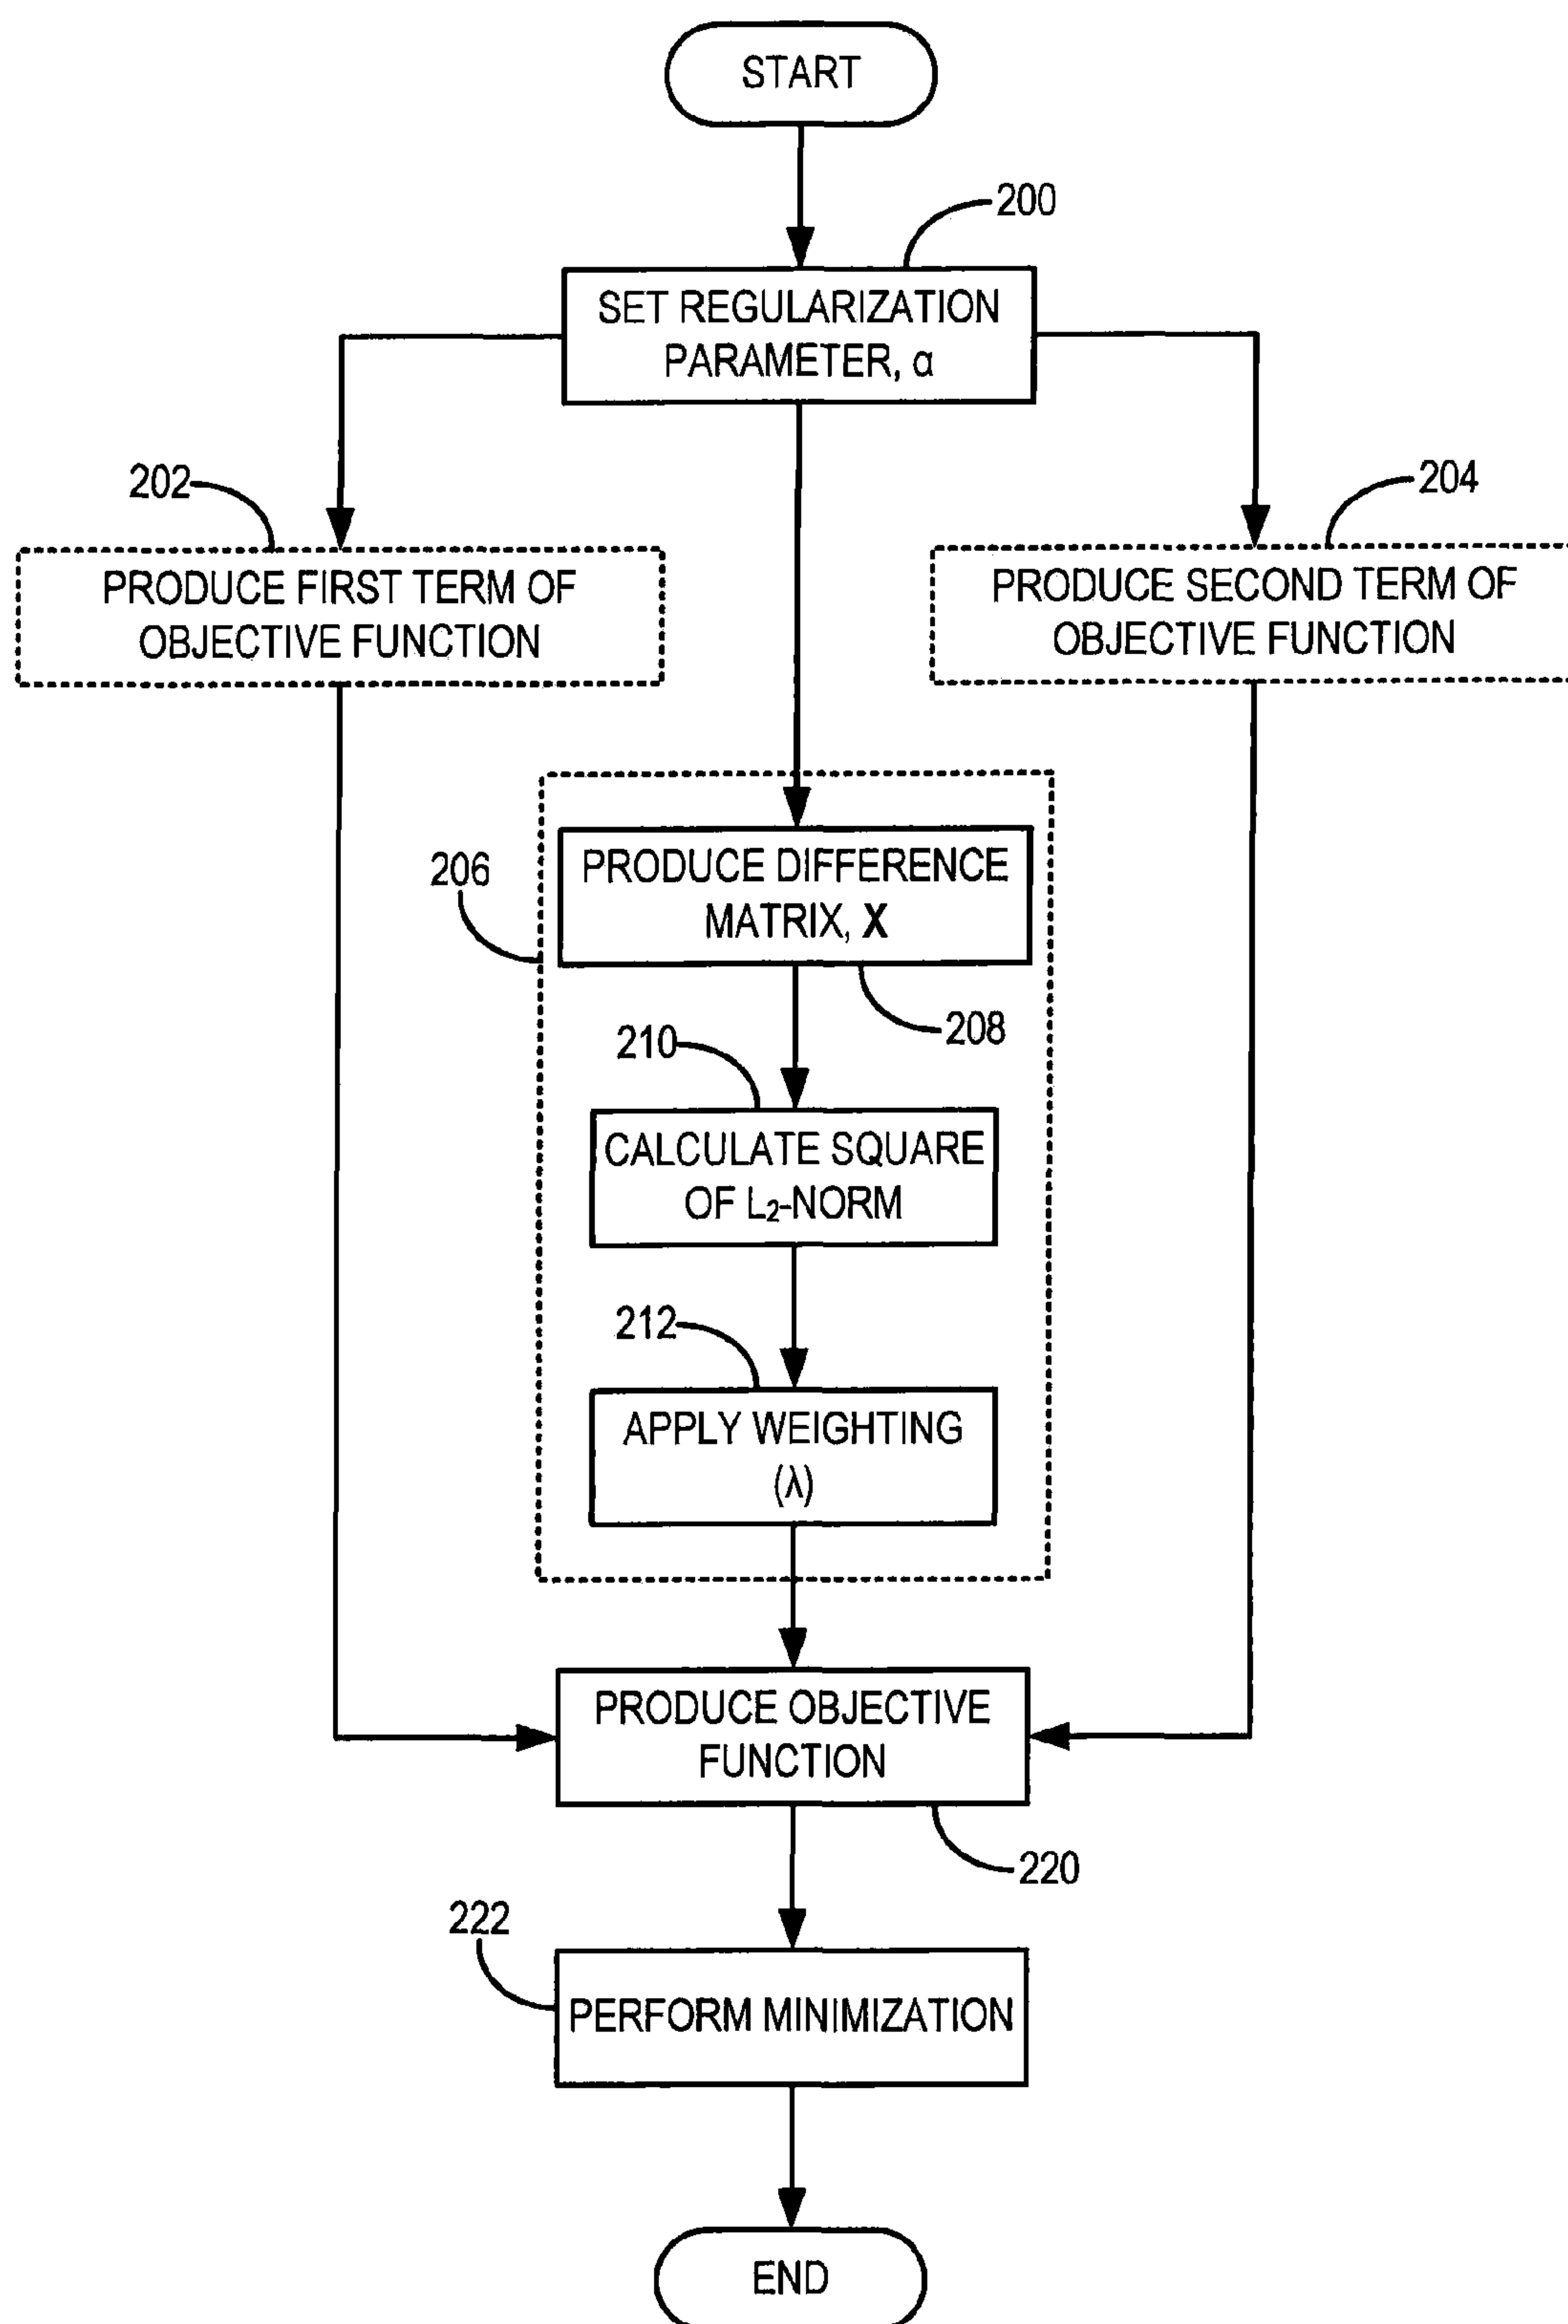 START
200
SET REGULARIZATION
PARAMETER, α
202
204
PRODUCE FIRST TERM OF
OBJECTIVE FUNCTION
PRODUCE SECOND TERM OF
OBJECTIVE FUNCTION
206
PRODUCE DIFFERENCE
MATRIX, X
208
210
CALCULATE SQUARE
OF L₂-NORM
212
APPLY WEIGHTING
(λ)
PRODUCE OBJECTIVE
FUNCTION
220
222
PERFORM MINIMIZATION
END